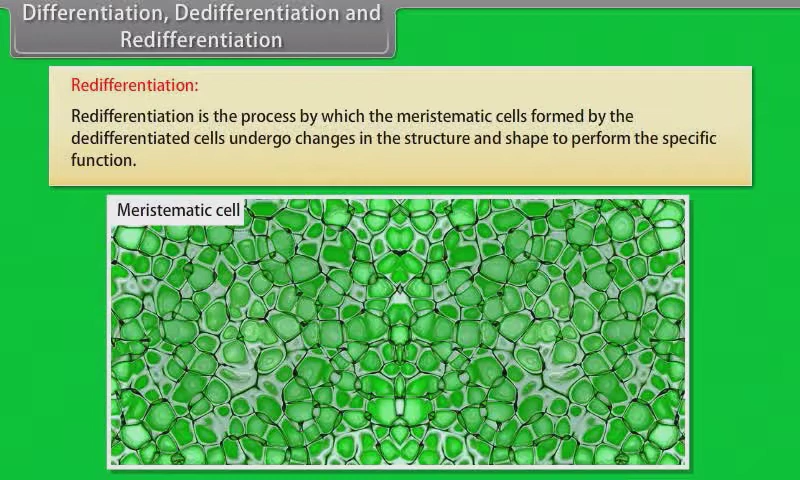 Differentiation, Dedifferentiation and
Redifferentiation
Redifferentiation:
Redifferentiation is the process by which the meristematic cells formed by the
dedifferentiated cells undergo changes in the structure and shape to perform the specific
function.
Meristematic cell